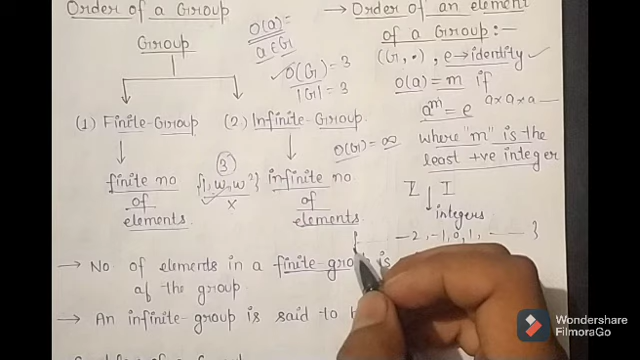 Order of a Group
Group
(1) Finite-Group
(2) Infinite-Group.
finite no
of
elements.
{1, ω, ω²}
x
3
infinite no
of
elements.
O(a)=
a ∈ G
O(G) = 3
|G| = 3
O(G) = ∞
→ No of elements in a finite-group is
of the group
→ An infinite-group is said to
→ Order of an element
of a Group:-
(G, •), e → identity ✓
O(a) = m if
a^m = e a×a×a —
where "m" is the
least +ve integer
Z ↓ I
integers
{ — -2, -1, 0, 1, ------ }
Wondershare
FilmoraGo